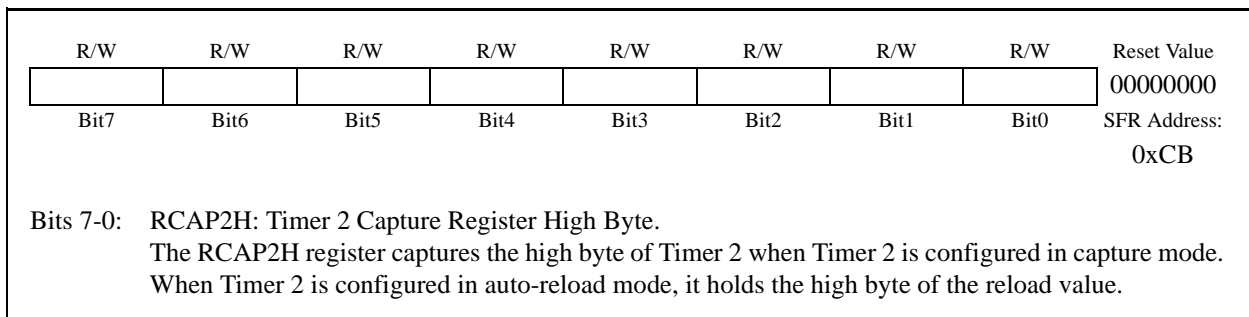 R/W R/W R/W R/W R/W R/W R/W R/W Reset Value
00000000
Bit7 Bit6 Bit5 Bit4 Bit3 Bit2 Bit1 Bit0 SFR Address:
0xCB
Bits 7-0: RCAP2H: Timer 2 Capture Register High Byte.
The RCAP2H register captures the high byte of Timer 2 when Timer 2 is configured in capture mode.
When Timer 2 is configured in auto-reload mode, it holds the high byte of the reload value.